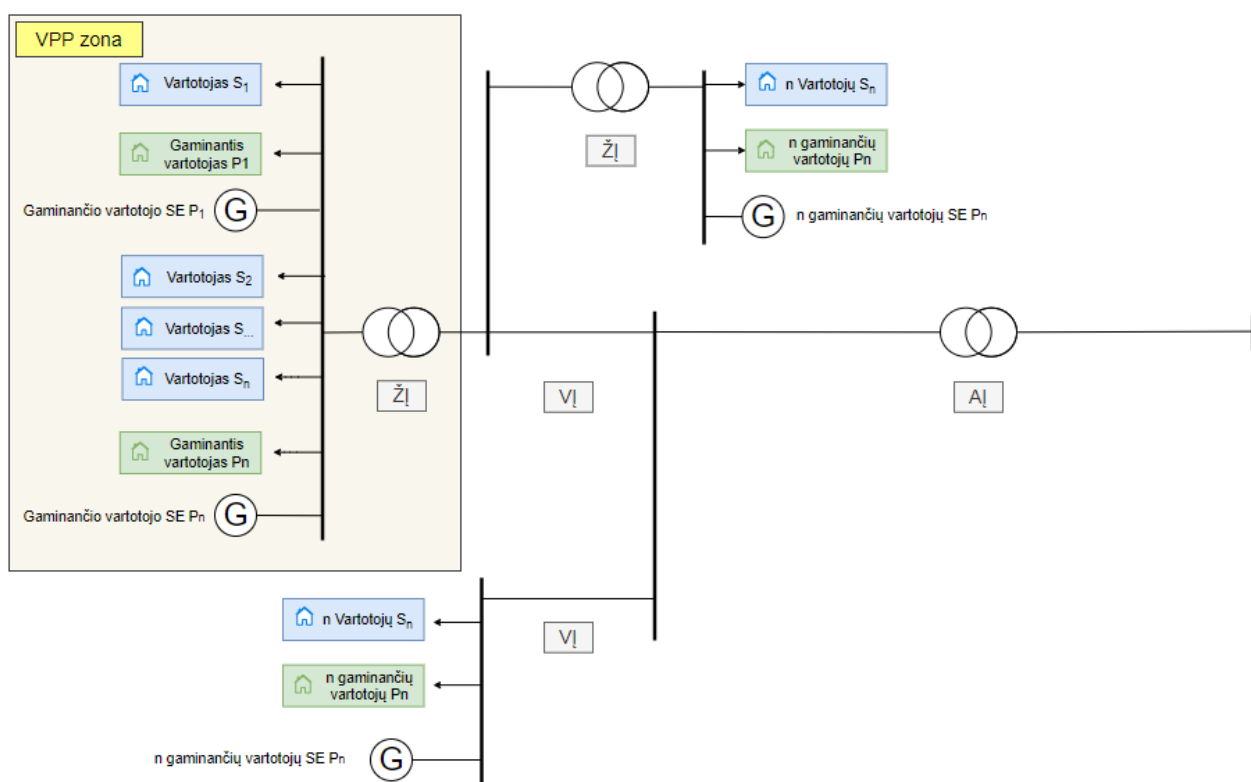 VPP zona
Vartotojas S₁
Gaminantis
vartotojas P1
Gaminančio vartotojo SE P₁
G
Vartotojas S₂
Vartotojas S...
Vartotojas Sₙ
Gaminantis
vartotojas Pn
Gaminančio vartotojo SE Pₙ
G
ŽĮ
ŽĮ
n Vartotojų Sₙ
n gaminančių
vartotojų Pn
G
n gaminančių vartotojų SE Pₙ
VĮ
AĮ
n Vartotojų Sₙ
n gaminančių
vartotojų Pn
n gaminančių vartotojų SE Pₙ
G
VĮ